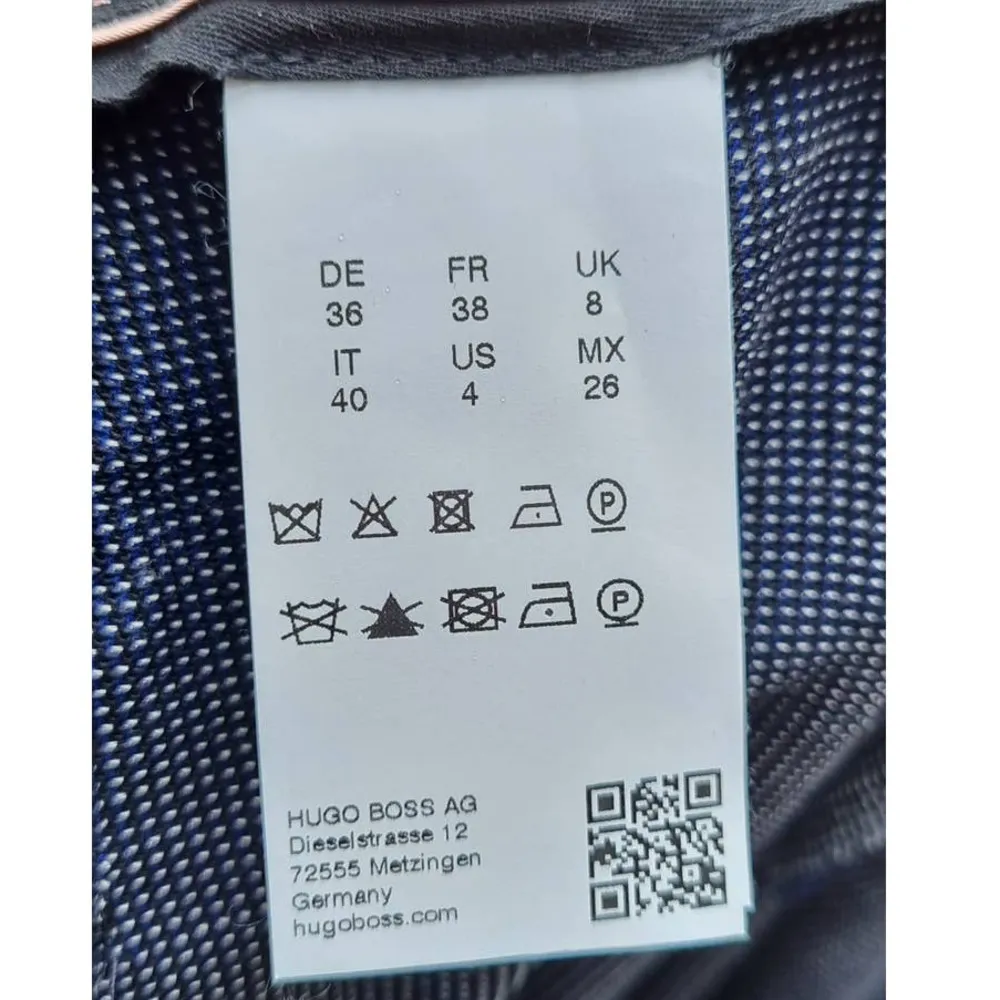 DE FR UK
36 38 8
IT US MX
40 4 26
P
P
HUGO BOSS AG
Dieselstrasse 12
72555 Metzingen
Germany
hugoboss.com